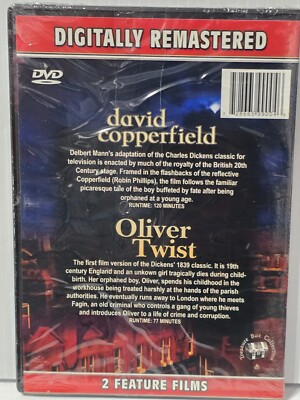 DIGITALLY REMASTERED
DVD
david
copperfield
Delbert Mann's adaptation of the Charles Dickens classic for
television is enacted by much of the royalty of the British 20th
Century stage. Framed in the flashbacks of the reflective
Copperfield (Robin Phillips), the film follows the familiar
picaresque tale of the boy buffeted by fate after being
orphaned at a young age.
RUNTIME: 120 MINUTES
Oliver
Twist
The first film version of the Dickens' 1839 classic. It is 19th
century England and an unkown girl tragically dies during child-
birth. Her orphaned boy, Oliver, spends his childhood in the
workhouse being treated harshly at the hands of the parish
authorities. He eventually runs away to London where he meets
Fagin, an old criminal who controls a gang of young thieves
and introduces Oliver to a life of crime and corruption.
RUNTIME: 77 MINUTES
Treasure Box Collection
2 FEATURE FILMS